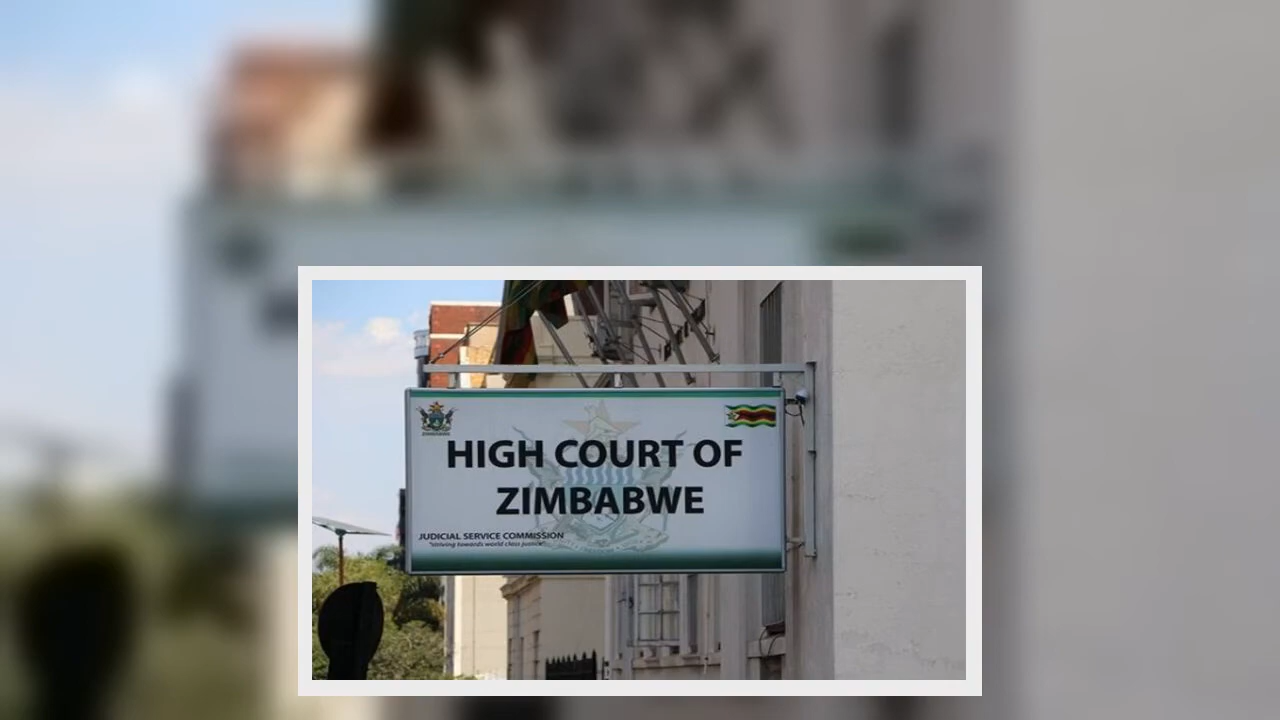 HIGH COURT OF
ZIMBABWE
JUDICIAL SERVICE COMMISSION
"striving towards world class justice"